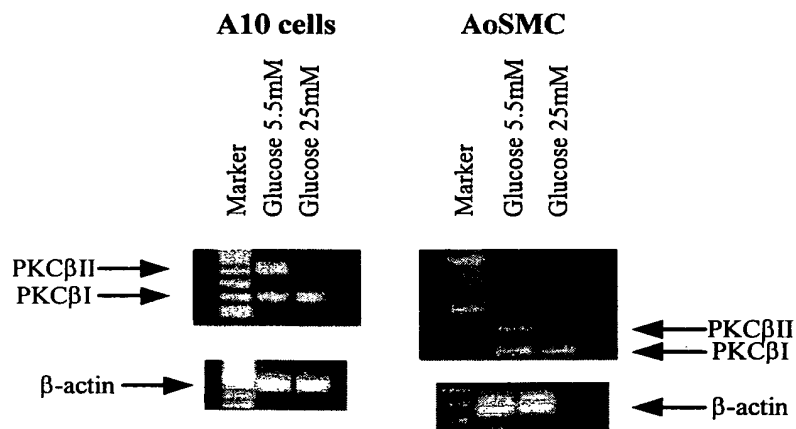 A10 cells
AoSMC
Marker
Glucose 5.5mM
Glucose 25mM
Marker
Glucose 5.5mM
Glucose 25mM
PKCβII
PKCβI
PKCβII
PKCβI
β-actin
β-actin